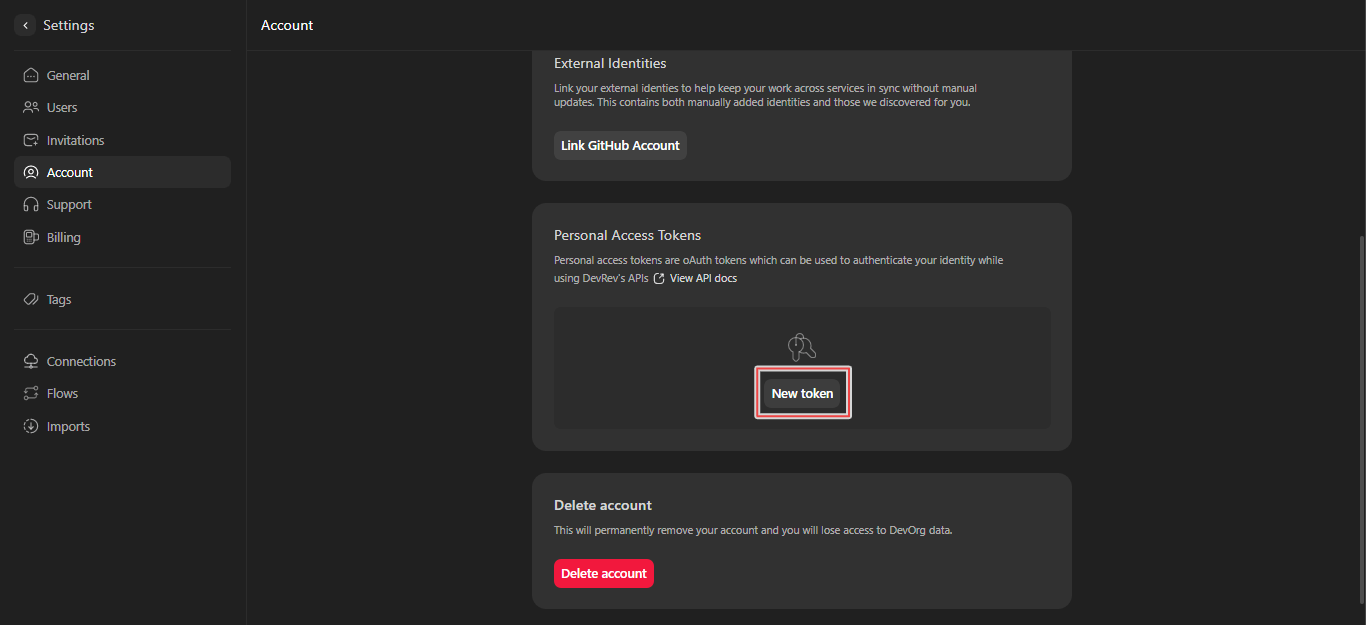 Settings
General
Users
Invitations
Account
Support
Billing
Tags
Connections
Flows
Imports
Account
External Identities
Link your external identies to help keep your work across services in sync without manual
updates. This contains both manually added identities and those we discovered for you.
Link GitHub Account
Personal Access Tokens
Personal access tokens are oAuth tokens which can be used to authenticate your identity while
using DevRev's APIs View API docs
New token
Delete account
This will permanently remove your account and you will lose access to DevOrg data.
Delete account